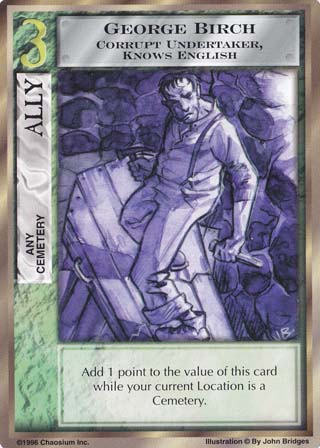 3
GEORGE BIRCH
CORRUPT UNDERTAKER,
KNOWS ENGLISH
ALLY
ANY
CEMETERY
JB
Add 1 point to the value of this card
while your current Location is a
Cemetery.
©1996 Chaosium Inc.
Illustration © By John Bridges